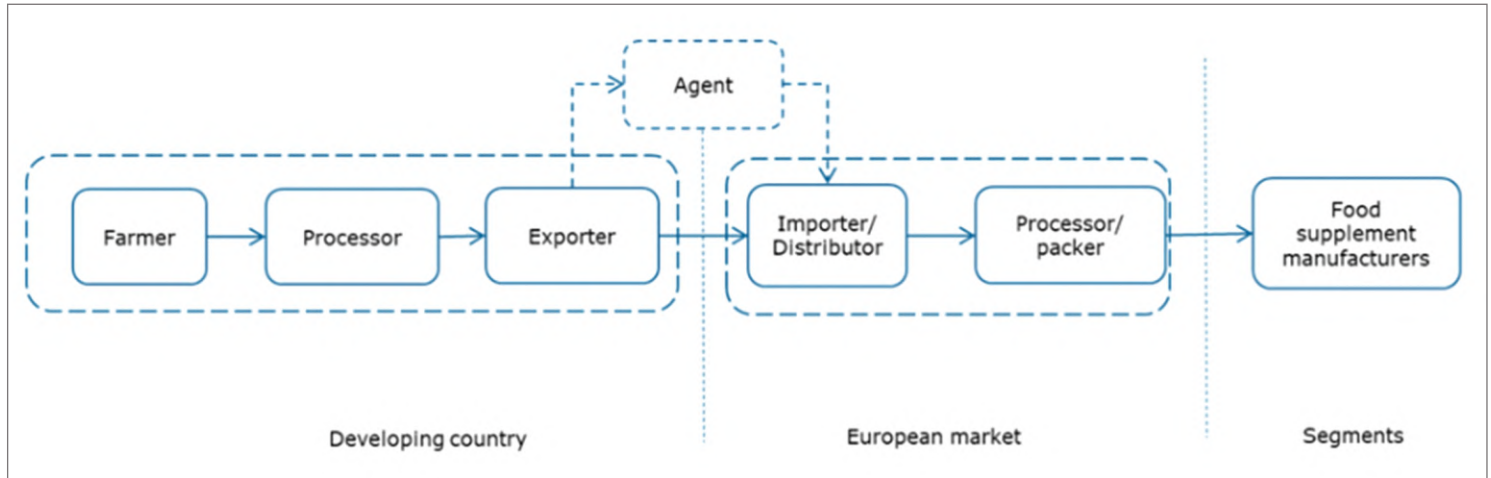 Agent
Farmer
Processor
Exporter
Importer/
Distributor
Processor/
packer
Food
supplement
manufacturers
Developing country
European market
Segments